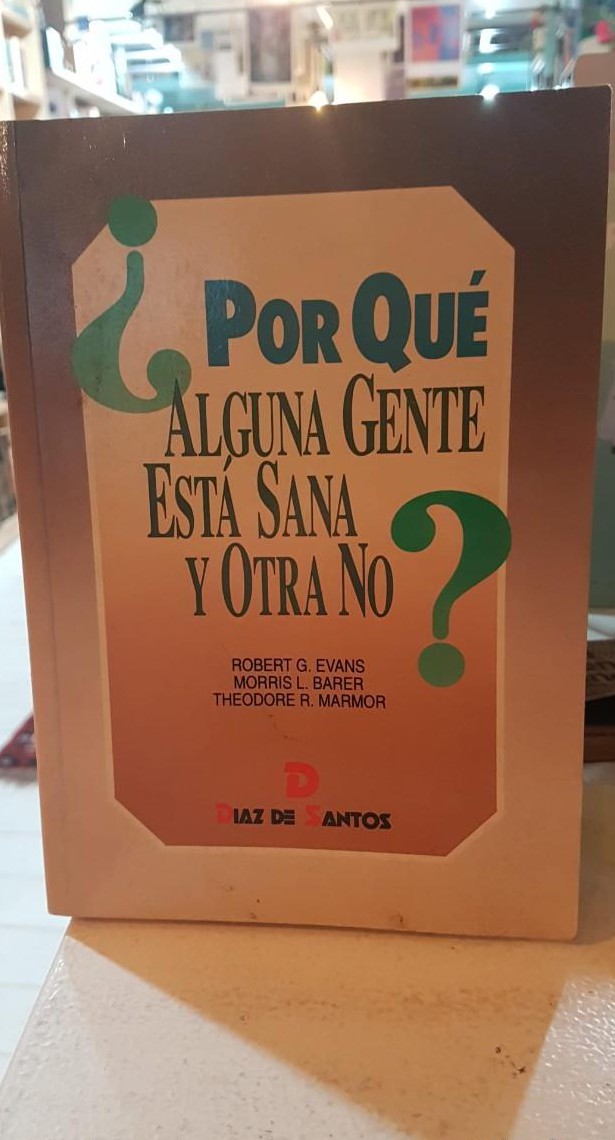 ¿POR QUÉ
ALGUNA GENTE
ESTÁ SANA
Y OTRA NO?
ROBERT G. EVANS
MORRIS L. BARER
THEODORE R. MARMOR
D
DIAZ DE SANTOS